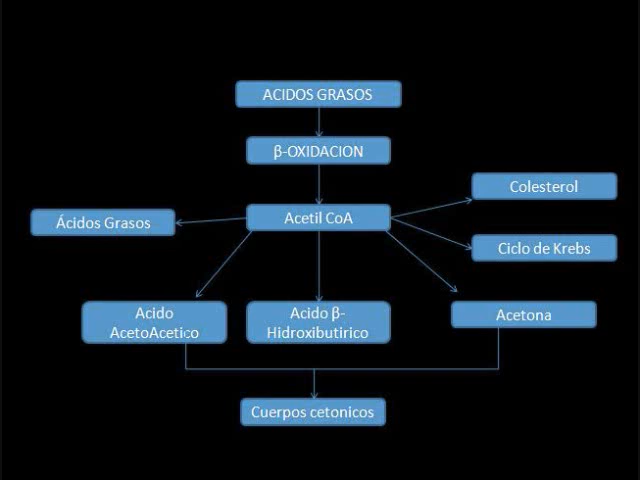 ACIDOS GRASOS
β-OXIDACION
Colesterol
Ácidos Grasos
Acetil CoA
Ciclo de Krebs
Acido
AcetoAcetico
Acido β-
Hidroxibutirico
Acetona
Cuerpos cetonicos